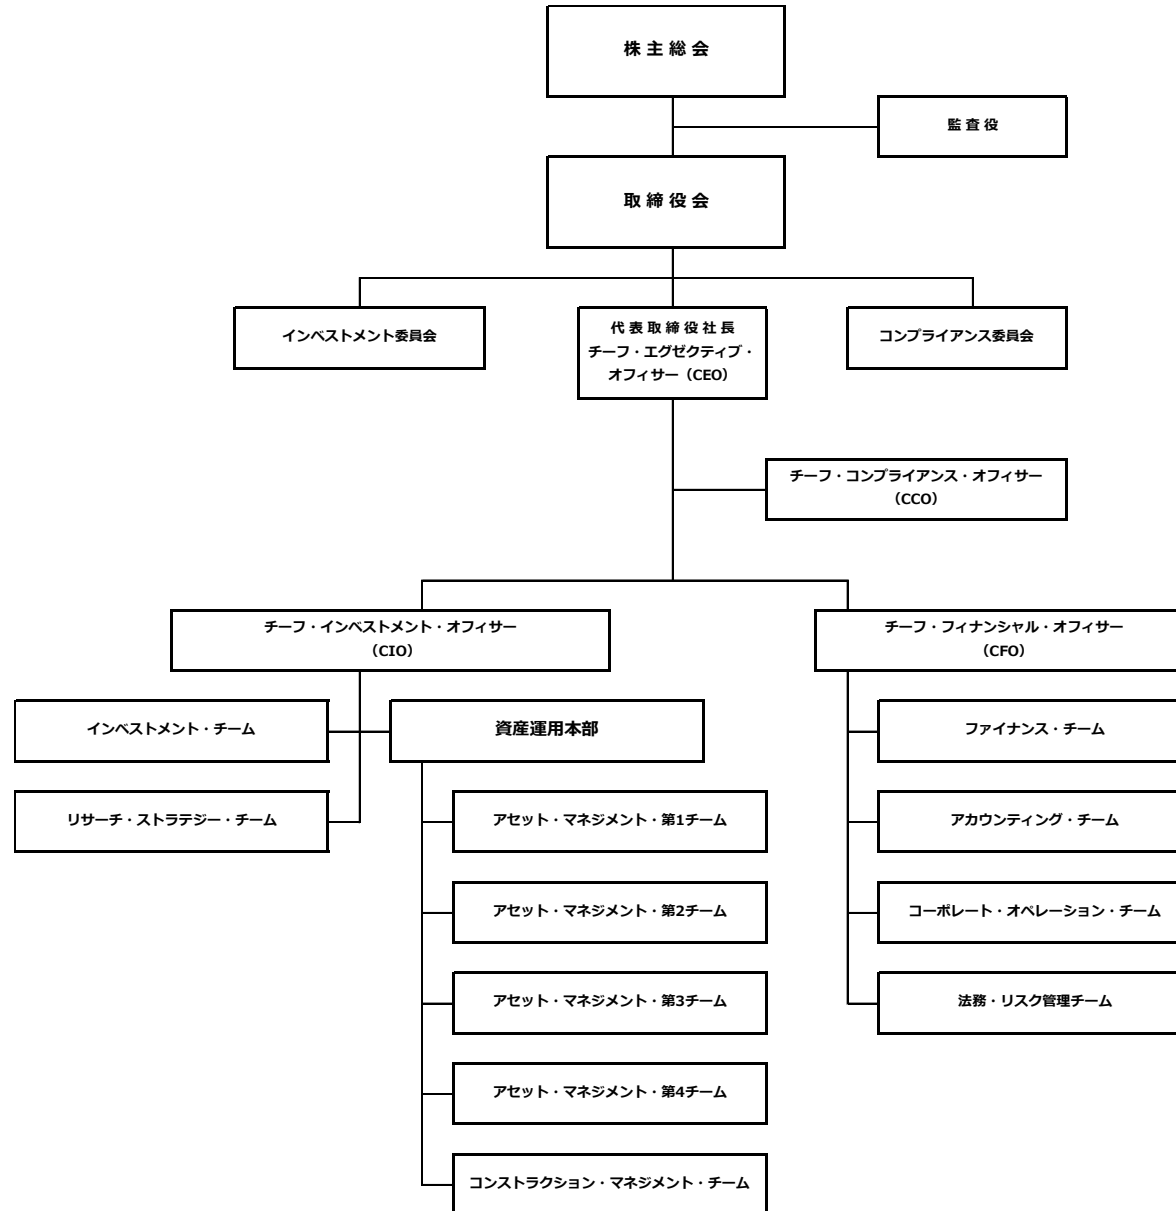 株主総会
監査役
取締役会
インベストメント委員会
代表取締役社長
チーフ・エグゼクティブ・
オフィサー（CEO）
コンプライアンス委員会
チーフ・コンプライアンス・オフィサー
（CCO）
チーフ・インベストメント・オフィサー
（CIO）
チーフ・フィナンシャル・オフィサー
（CFO）
インベストメント・チーム
資産運用本部
ファイナンス・チーム
リサーチ・ストラテジー・チーム
アセット・マネジメント・第1チーム
アカウンティング・チーム
アセット・マネジメント・第2チーム
コーポレート・オペレーション・チーム
アセット・マネジメント・第3チーム
法務・リスク管理チーム
アセット・マネジメント・第4チーム
コンストラクション・マネジメント・チーム